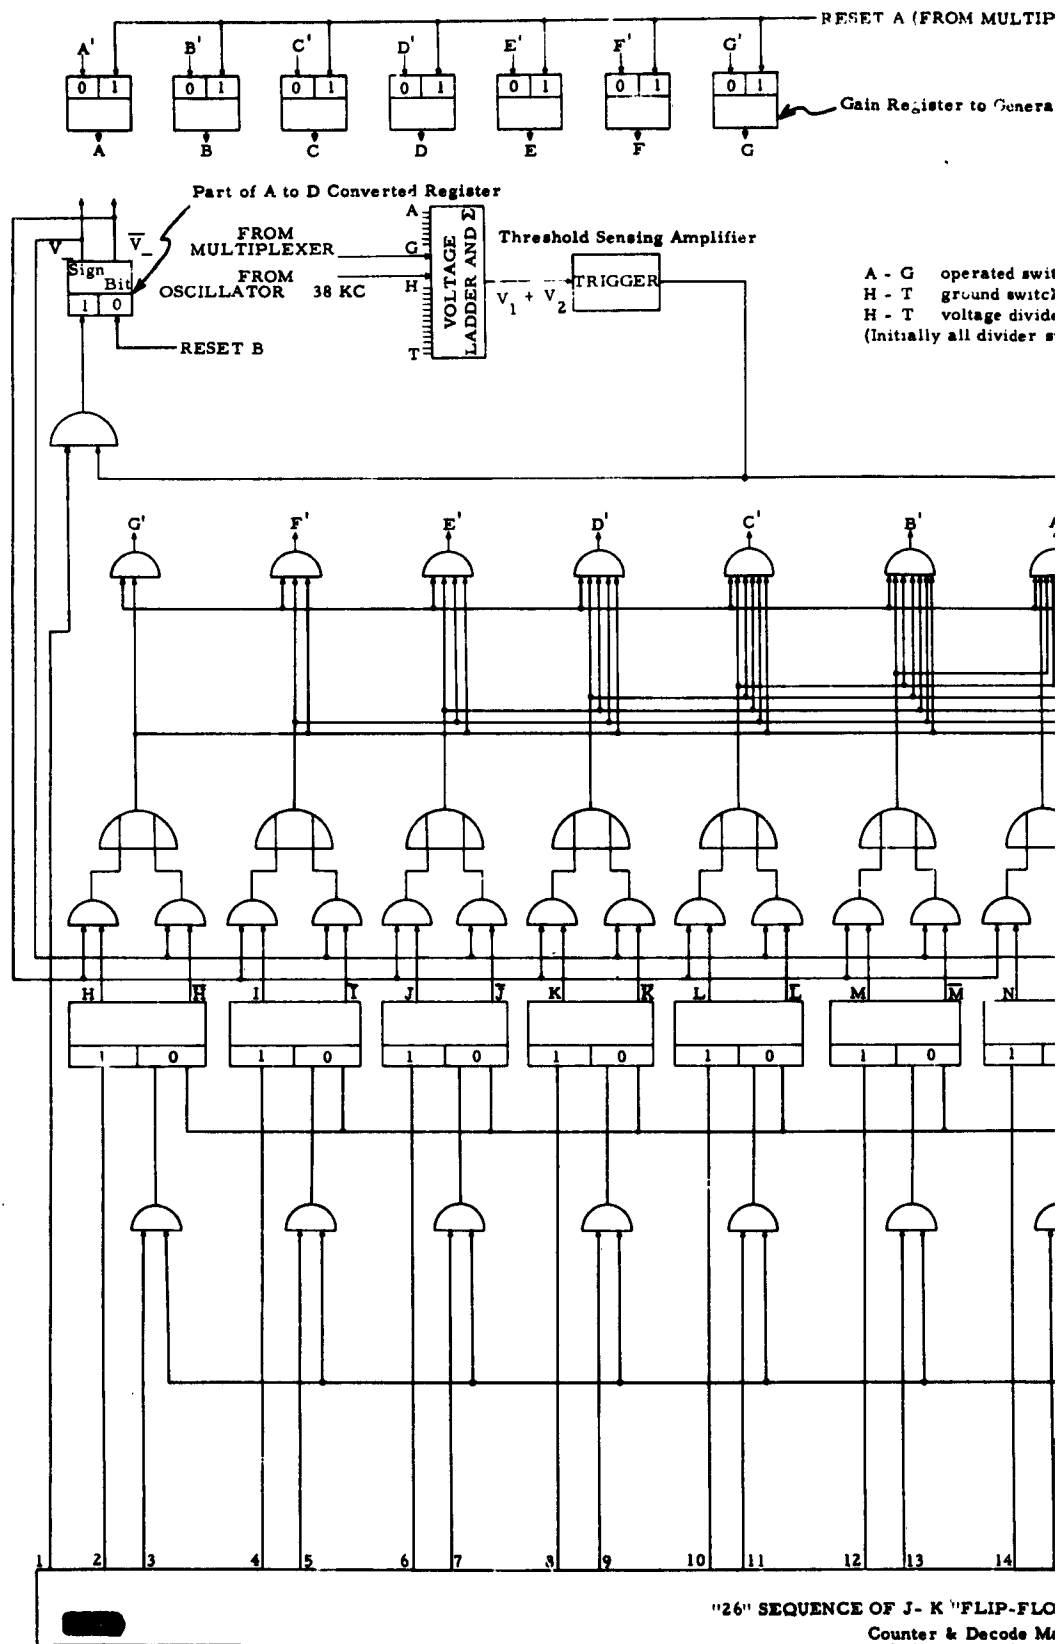 RESET A (FROM MULTIP
A' B' C' D' E' F' G'
0 1 0 1 0 1 0 1 0 1 0 1 0 1
Gain Register to Genera
A B C D E F G
Part of A to D Converted Register
A
V_ V̅_
FROM
MULTIPLEXER
G
Threshold Sensing Amplifier
Sign
Bit
FROM
OSCILLATOR 38 KC
H
VOLTAGE
LADDER AND Σ
TRIGGER
V1 + V2
A - G operated swit
H - T ground switch
H - T voltage divide
(Initially all divider s
1 0
RESET B
T
G' F' E' D' C' B' A
H H̅ I I̅ J J̅ K K̅ L L̅ M M̅ N
1 0 1 0 1 0 1 0 1 0 1 0 1
1 2 3 4 5 6 7 8 9 10 11 12 13 14
"26" SEQUENCE OF J- K "FLIP-FLO
Counter & Decode Ma